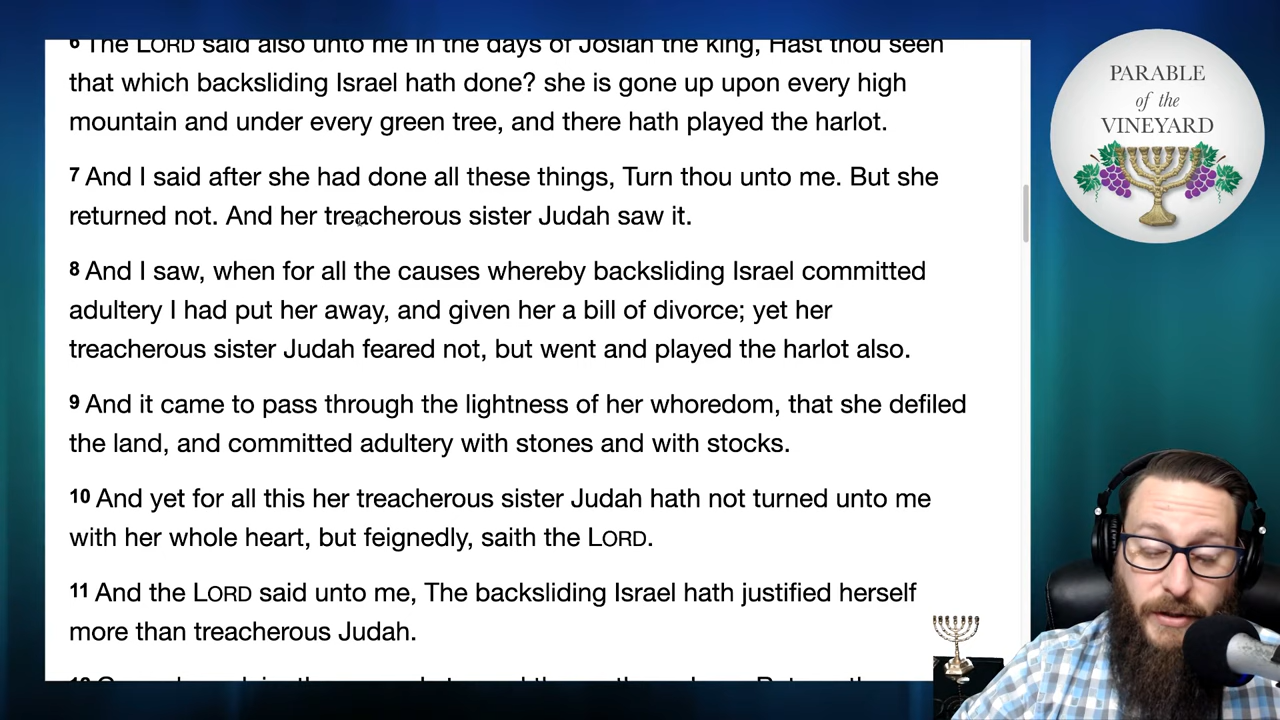 6 The LORD said also unto me in the days of Josiah the king, Hast thou seen
that which backsliding Israel hath done? she is gone up upon every high
mountain and under every green tree, and there hath played the harlot.
7 And I said after she had done all these things, Turn thou unto me. But she
returned not. And her treacherous sister Judah saw it.
8 And I saw, when for all the causes whereby backsliding Israel committed
adultery I had put her away, and given her a bill of divorce; yet her
treacherous sister Judah feared not, but went and played the harlot also.
9 And it came to pass through the lightness of her whoredom, that she defiled
the land, and committed adultery with stones and with stocks.
10 And yet for all this her treacherous sister Judah hath not turned unto me
with her whole heart, but feignedly, saith the LORD.
11 And the LORD said unto me, The backsliding Israel hath justified herself
more than treacherous Judah.
PARABLE
of the
VINEYARD